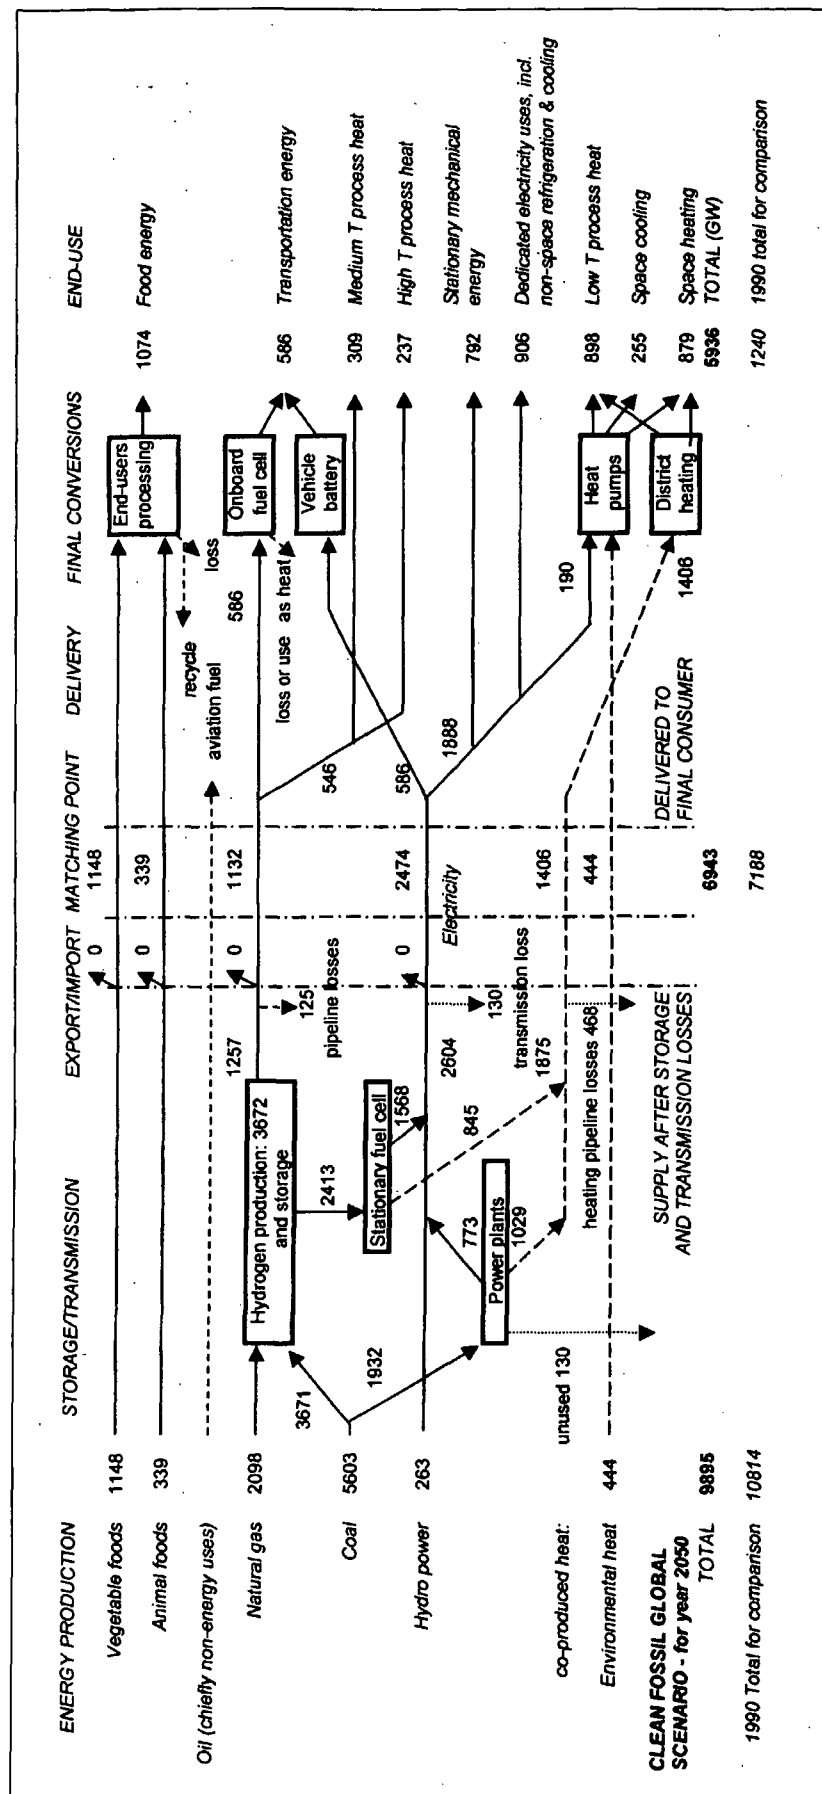 ENERGY PRODUCTION
STORAGE/TRANSMISSION
EXPORT/IMPORT
MATCHING POINT
DELIVERY
FINAL CONVERSIONS
END-USE
Vegetable foods
1148
0
1148
Animal foods
339
0
339
End-users
processing
1074
Food energy
loss
recycle
Oil (chiefly non-energy uses)
aviation fuel
Natural gas
2098
Hydrogen production: 3672
and storage
1257
0
1132
586
Onboard
fuel cell
586
Transportation energy
125
pipeline losses
loss or use as heat
Vehicle
battery
3671
2413
546
309
Medium T process heat
Coal
5603
1932
Stationary fuel cell
1568
586
237
High T process heat
Hydro power
263
2604
0
2474
Electricity
1888
792
Stationary mechanical
energy
845
130
transmission loss
773
Power plants
1029
906
Dedicated electricity uses, incl.
non-space refrigeration & cooling
co-produced heat:
unused 130
1875
1406
190
heating pipeline losses 468
Heat
pumps
898
Low T process heat
Environmental heat
444
444
255
Space cooling
District
heating
1406
879
Space heating
CLEAN FOSSIL GLOBAL
SCENARIO - for year 2050
SUPPLY AFTER STORAGE
AND TRANSMISSION LOSSES
DELIVERED TO
FINAL CONSUMER
TOTAL
9895
6943
5936
TOTAL (GW)
1990 Total for comparison
10814
7188
1240
1990 total for comparison